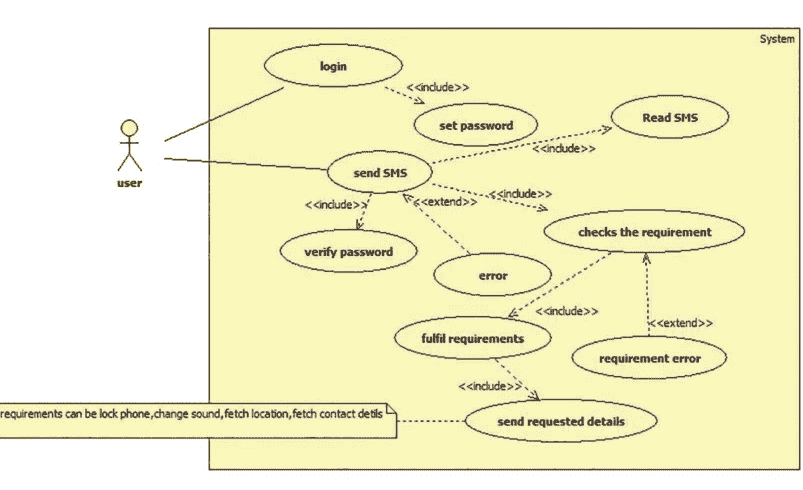 System
login
<<include>>
set password
Read SMS
<<include>>
user
send SMS
<<include>>
<<extend>>
<<include>>
checks the requirement
verify password
error
<<include>>
fulfil requirements
<<extend>>
requirement error
<<include>>
requirements can be lock phone,change sound,fetch location,fetch contact detils
send requested details